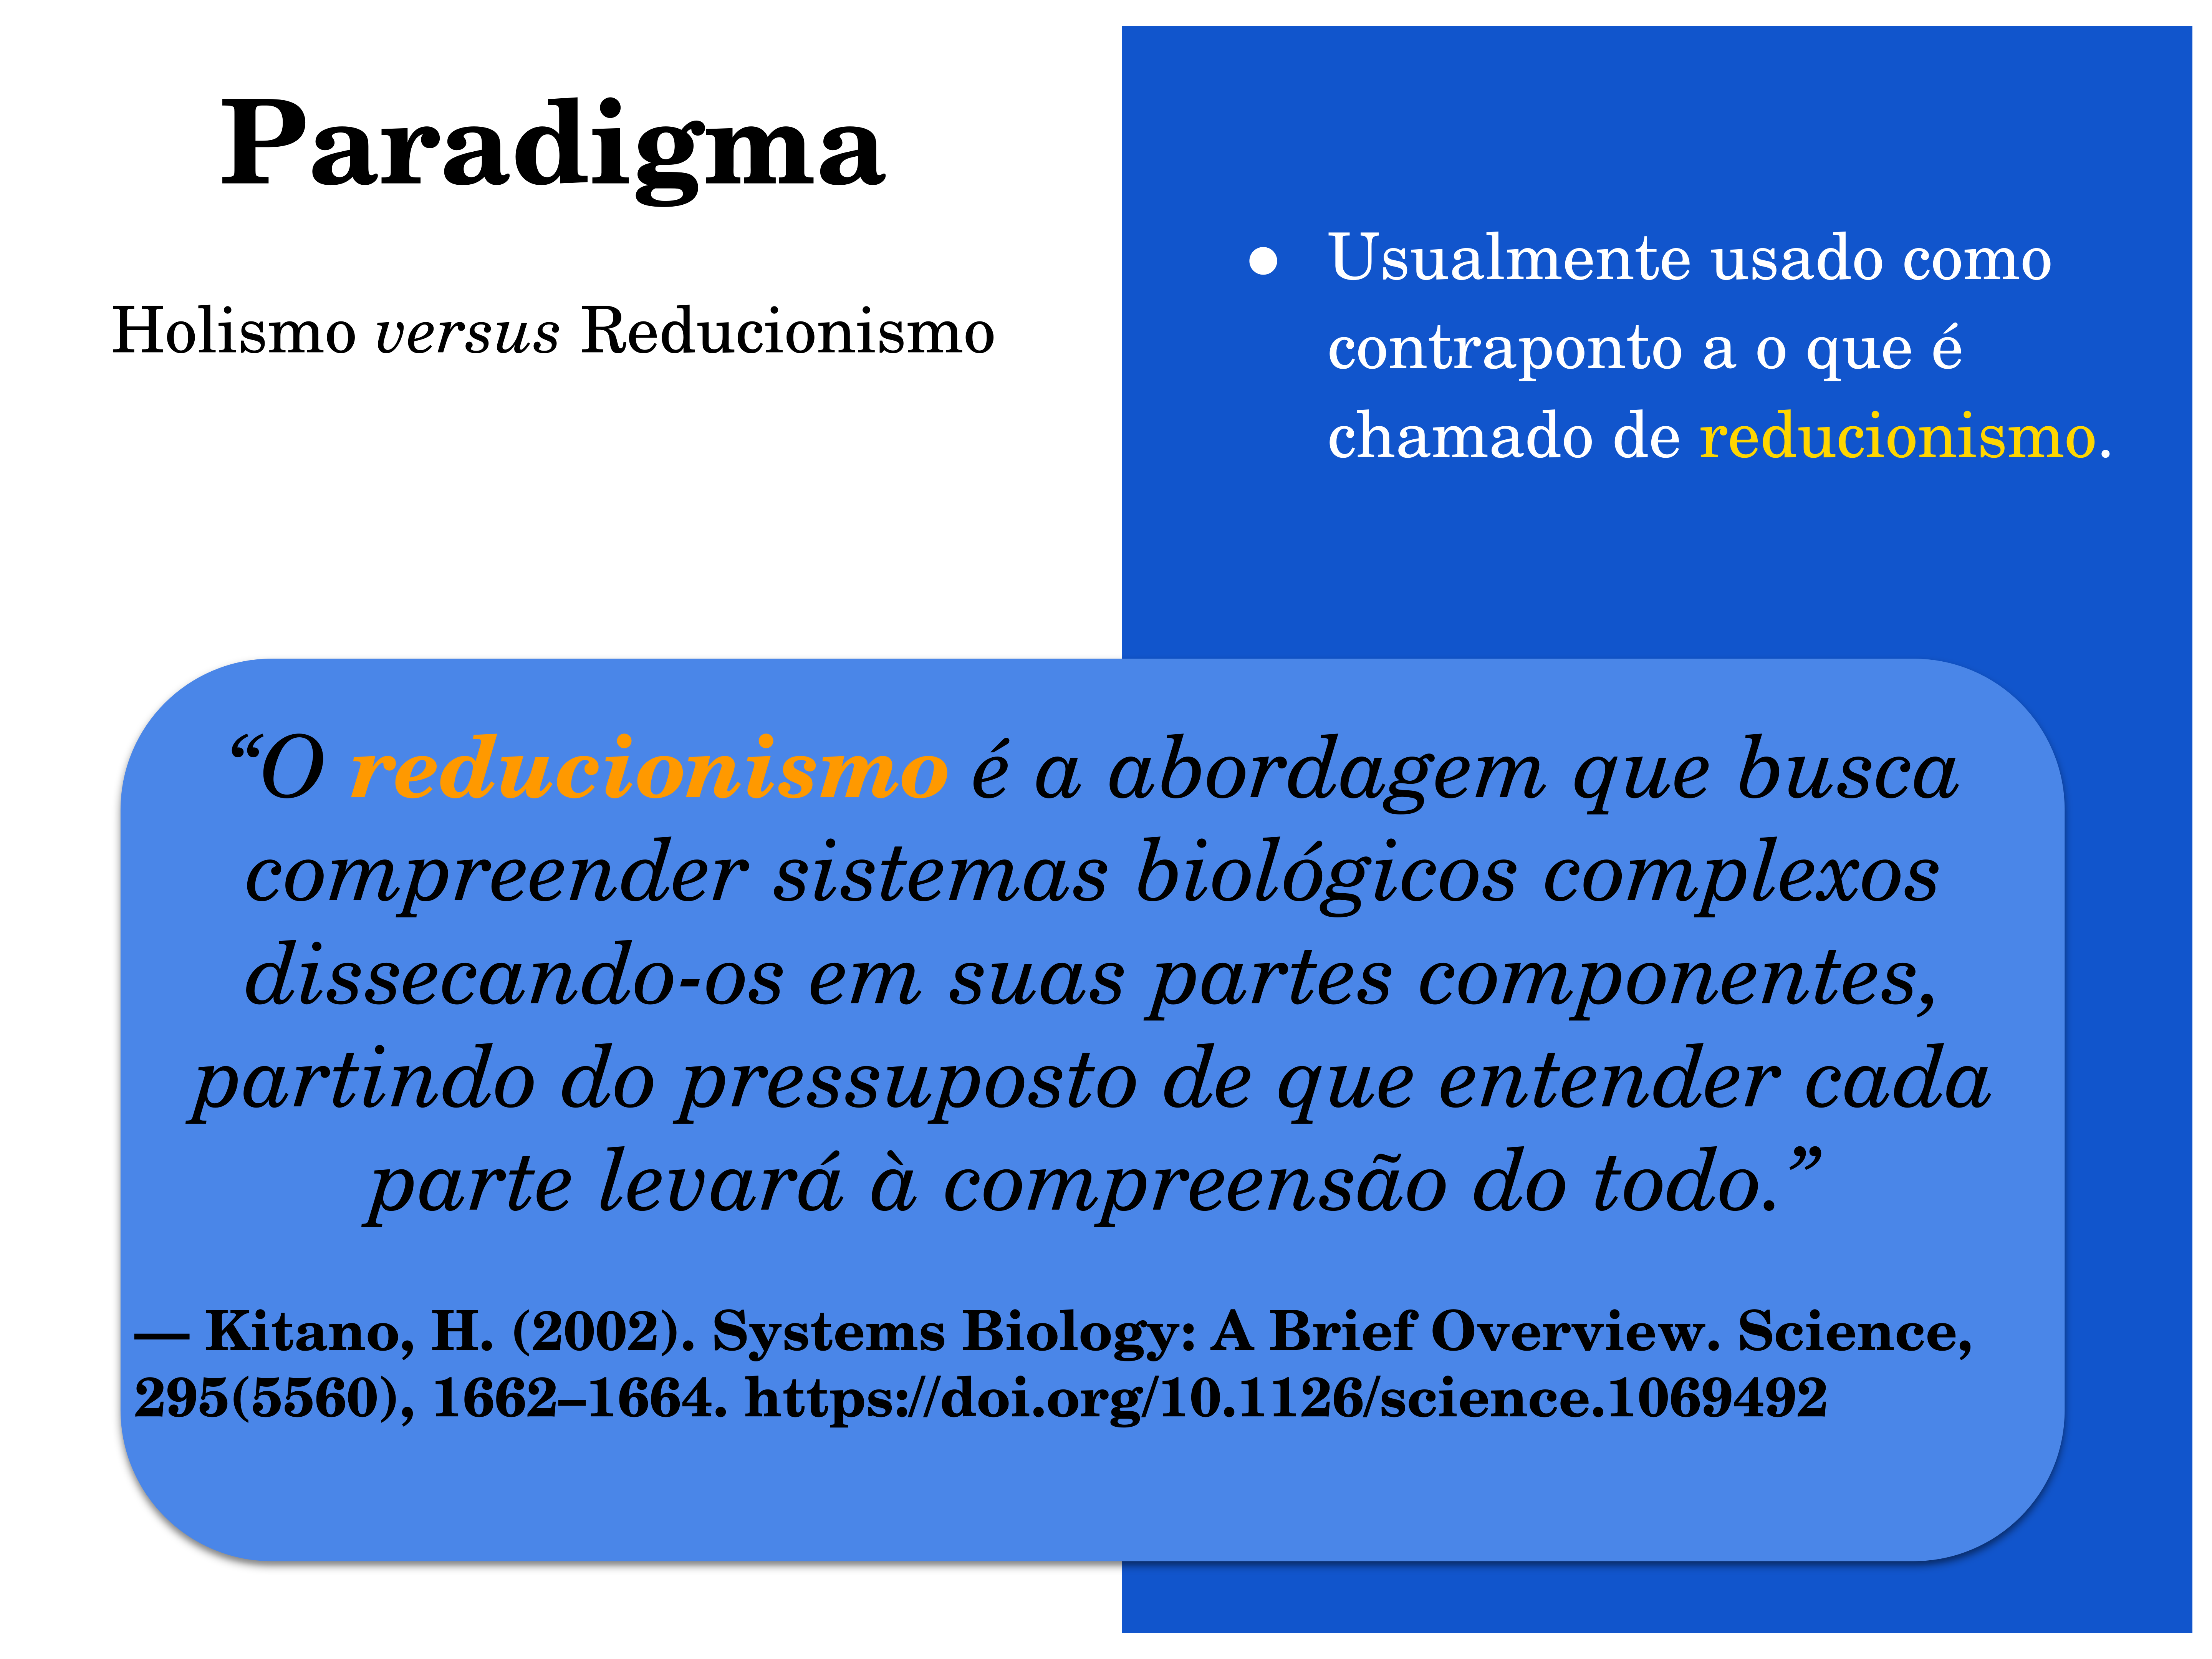 Paradigma
Holismo versus Reducionismo
● Usualmente usado como
contraponto a o que é
chamado de reducionismo.
“O reducionismo é a abordagem que busca
compreender sistemas biológicos complexos
dissecando-os em suas partes componentes,
partindo do pressuposto de que entender cada
parte levará à compreensão do todo.”
— Kitano, H. (2002). Systems Biology: A Brief Overview. Science,
295(5560), 1662–1664. https://doi.org/10.1126/science.1069492